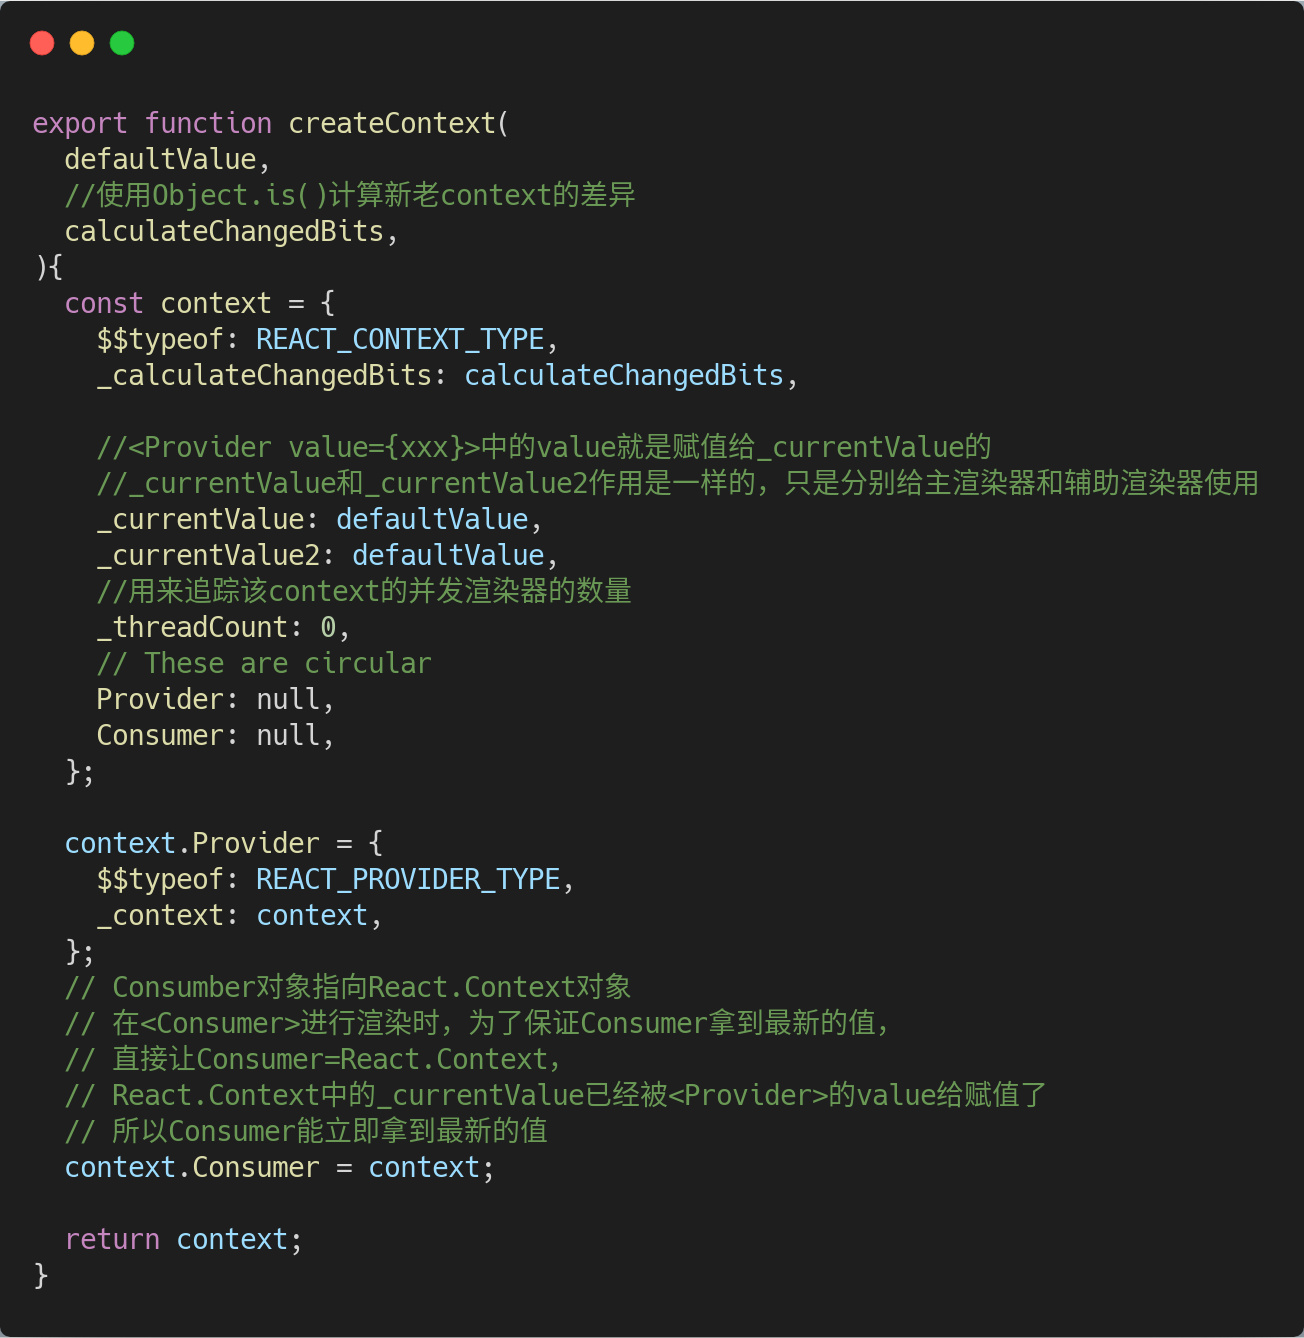 export function createContext(
  defaultValue,
  //使用Object.is()计算新老context的差异
  calculateChangedBits,
){
  const context = {
    $$typeof: REACT_CONTEXT_TYPE,
    _calculateChangedBits: calculateChangedBits,

    //<Provider value={xxx}>中的value就是赋值给_currentValue的
    //_currentValue和_currentValue2作用是一样的，只是分别给主渲染器和辅助渲染器使用
    _currentValue: defaultValue,
    _currentValue2: defaultValue,
    //用来追踪该context的并发渲染器的数量
    _threadCount: 0,
    // These are circular
    Provider: null,
    Consumer: null,
  };

  context.Provider = {
    $$typeof: REACT_PROVIDER_TYPE,
    _context: context,
  };
  // Consumber对象指向React.Context对象
  // 在<Consumer>进行渲染时，为了保证Consumer拿到最新的值，
  // 直接让Consumer=React.Context，
  // React.Context中的_currentValue已经被<Provider>的value给赋值了
  // 所以Consumer能立即拿到最新的值
  context.Consumer = context;

  return context;
}